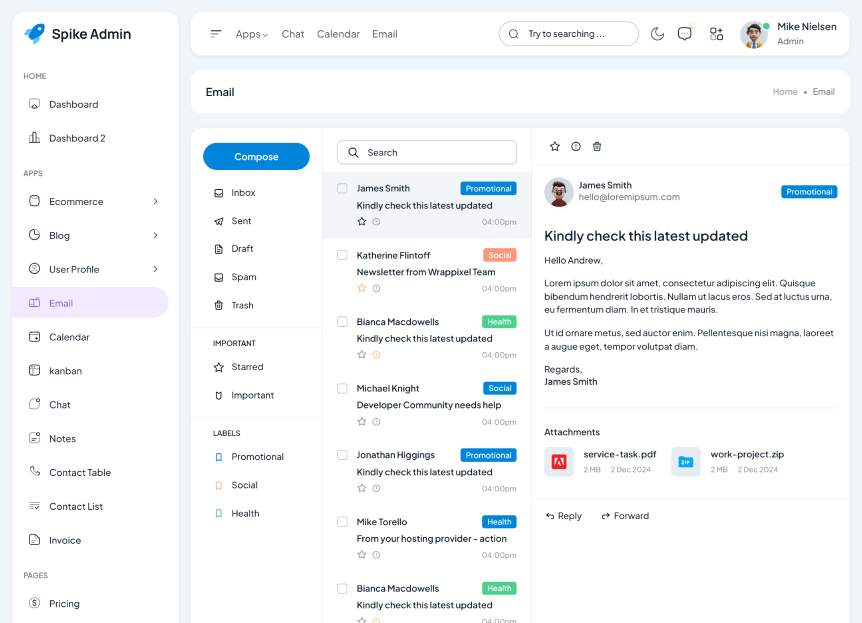 Spike Admin
HOME
Dashboard
Dashboard 2
APPS
Ecommerce
Blog
User Profile
Email
Calendar
kanban
Chat
Notes
Contact Table
Contact List
Invoice
PAGES
Pricing
Apps
Chat
Calendar
Email
Try to searching ...
Mike Nielsen
Admin
Email
Home • Email
Compose
Inbox
Sent
Draft
Spam
Trash
IMPORTANT
Starred
Important
LABELS
Promotional
Social
Health
Search
James Smith Promotional
Kindly check this latest updated
04:00pm
Katherine Flintoff Social
Newsletter from Wrappixel Team
04:00pm
Bianca Macdowells Health
Kindly check this latest updated
04:00pm
Michael Knight Social
Developer Community needs help
04:00pm
Jonathan Higgings Promotional
Kindly check this latest updated
04:00pm
Mike Torello Health
From your hosting provider - action
04:00pm
Bianca Macdowells Health
Kindly check this latest updated
04:00pm
James Smith
hello@loremipsum.com
Promotional
Kindly check this latest updated
Hello Andrew,
Lorem ipsum dolor sit amet, consectetur adipiscing elit. Quisque
bibendum hendrerit lobortis. Nullam ut lacus eros. Sed at luctus urna,
eu fermentum diam. In et tristique mauris.
Ut id ornare metus, sed auctor enim. Pellentesque nisi magna, laoreet
a augue eget, tempor volutpat diam.
Regards,
James Smith
Attachments
service-task.pdf
2 MB 2 Dec 2024
ZIP
work-project.zip
2 MB 2 Dec 2024
Reply
Forward